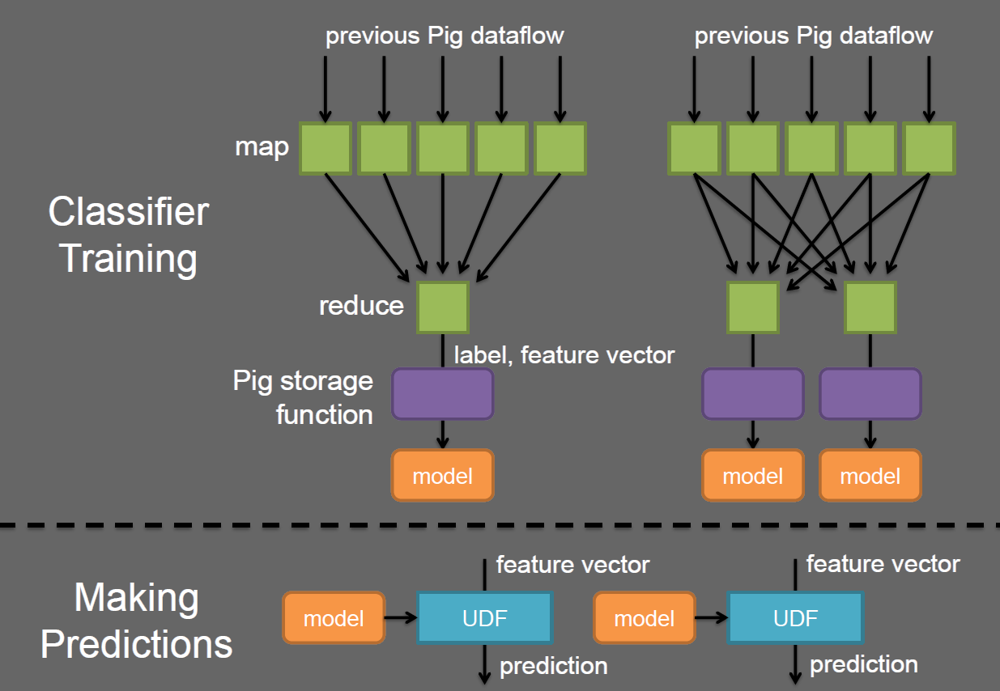 previous Pig dataflow
previous Pig dataflow
map
Classifier
Training
reduce
label, feature vector
Pig storage
function
model
model
model
feature vector
feature vector
Making
Predictions
model
UDF
model
UDF
prediction
prediction